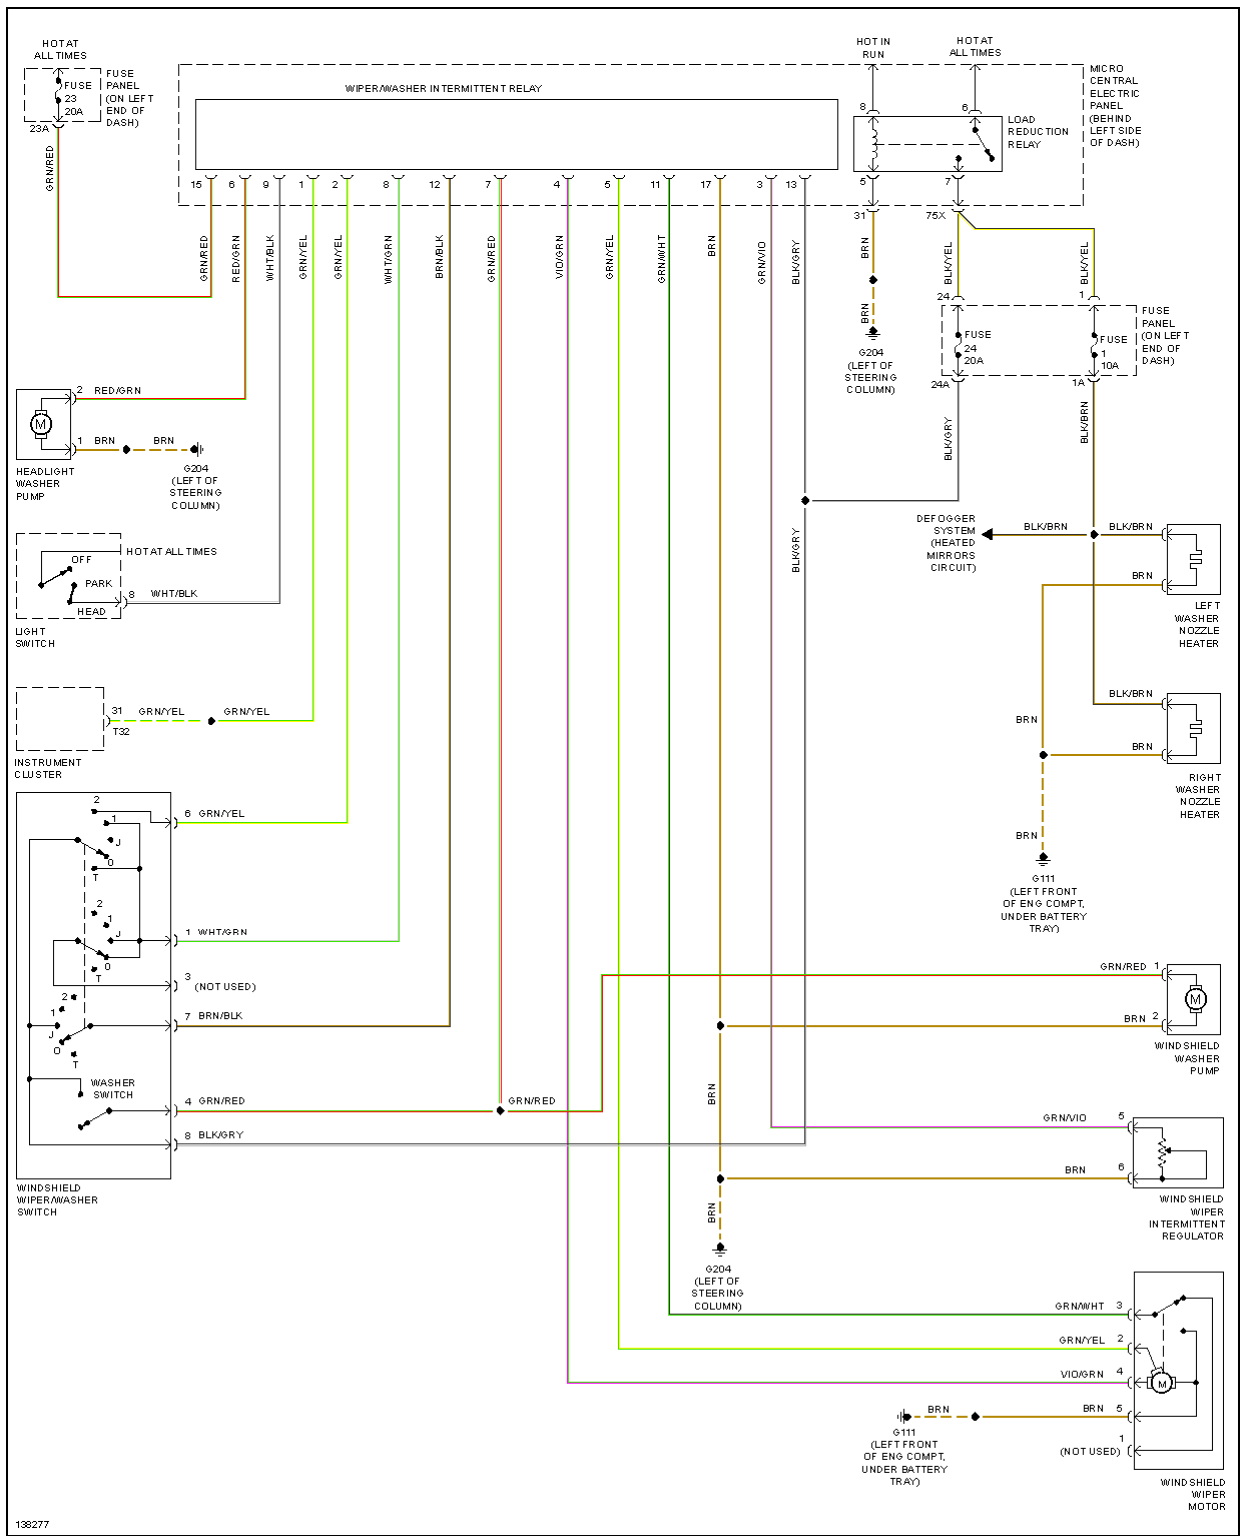 HOT AT
ALL TIMES
FUSE
23
20A
FUSE
PANEL
(ON LEFT
END OF
DASH)
23A
GRN/RED
WIPER/WASHER INTERMITTENT RELAY
HOT IN
RUN
HOT AT
ALL TIMES
8
6
LOAD
REDUCTION
RELAY
MICRO
CENTRAL
ELECTRIC
PANEL
(BEHIND
LEFT SIDE
OF DASH)
15 6 9 1 2 8 12 7 4 5 11 17 3 13 5 7
31 75X
GRN/RED
RED/GRN
WHT/BLK
GRN/YEL
GRN/YEL
WHT/GRN
BRN/BLK
GRN/RED
VIO/GRN
GRN/YEL
GRN/WHT
BRN
GRN/VIO
BLK/GRY
BRN
BLK/YEL
BLK/YEL
24 1
BRN
G204
(LEFT OF
STEERING
COLUMN)
FUSE
24
20A
FUSE
1
10A
FUSE
PANEL
(ON LEFT
END OF
DASH)
24A 1A
BLK/GRY
BLK/BRN
2 RED/GRN
M
1 BRN BRN
G204
(LEFT OF
STEERING
COLUMN)
HEADLIGHT
WASHER
PUMP
BLK/GRY
DEFOGGER
SYSTEM
(HEATED
MIRRORS
CIRCUIT)
BLK/BRN BLK/BRN
BRN
LEFT
WASHER
NOZZLE
HEATER
HOT AT ALL TIMES
OFF
PARK
HEAD
8 WHT/BLK
LIGHT
SWITCH
BLK/BRN
BRN
BRN
RIGHT
WASHER
NOZZLE
HEATER
BRN
G111
(LEFT FRONT
OF ENG COMPT,
UNDER BATTERY
TRAY)
31 GRN/YEL GRN/YEL
T32
INSTRUMENT
CLUSTER
2
1
J
0
T
6 GRN/YEL
2
1
J
0
T
1 WHT/GRN
3
(NOT USED)
2
1
J
0
T
7 BRN/BLK
WASHER
SWITCH
4 GRN/RED
GRN/RED
8 BLK/GRY
WINDSHIELD
WIPER/WASHER
SWITCH
GRN/RED 1
M
BRN 2
WINDSHIELD
WASHER
PUMP
BRN
GRN/VIO 5
BRN 6
WINDSHIELD
WIPER
INTERMITTENT
REGULATOR
BRN
G204
(LEFT OF
STEERING
COLUMN)
GRN/WHT 3
GRN/YEL 2
VIO/GRN 4
M
BRN BRN 5
G111
(LEFT FRONT
OF ENG COMPT,
UNDER BATTERY
TRAY)
1
(NOT USED)
WINDSHIELD
WIPER
MOTOR
138277